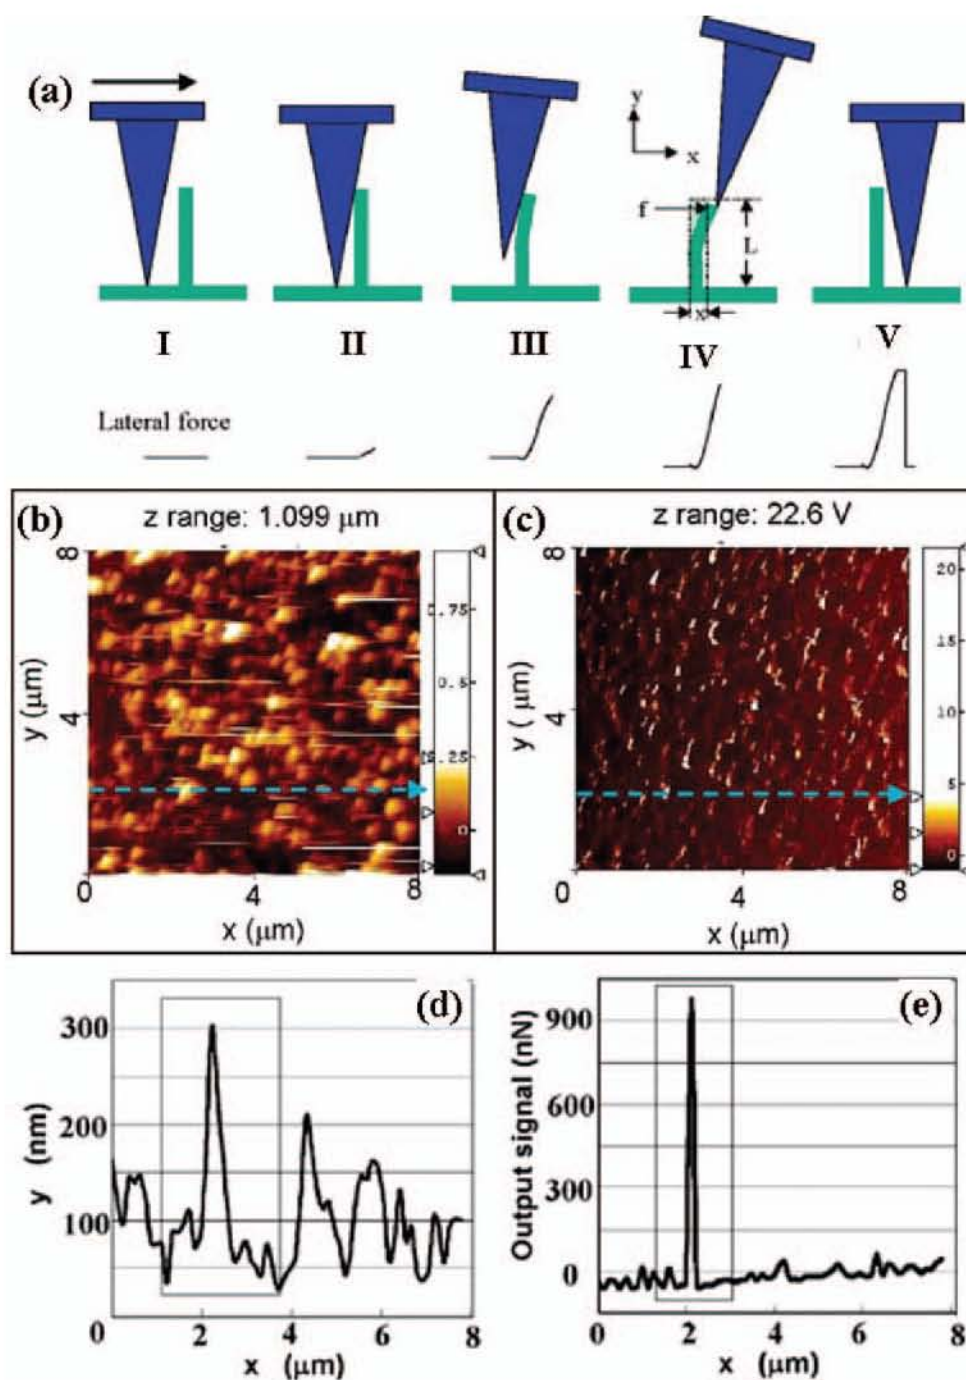 (a)
y
x
f
L
x
I II III IV V
Lateral force
(b) z range: 1.099 μm
8
0.75
0.5
0.25
0
y (μm)
4
0 4 8
x (μm)
(c) z range: 22.6 V
8
20
15
10
5
0
y ( μm)
4
0 4 8
x (μm)
(d)
300
200
100
0
y (nm)
0 2 4 6 8
x (μm)
(e)
900
600
300
0
Output signal (nN)
0 2 4 6 8
x (μm)